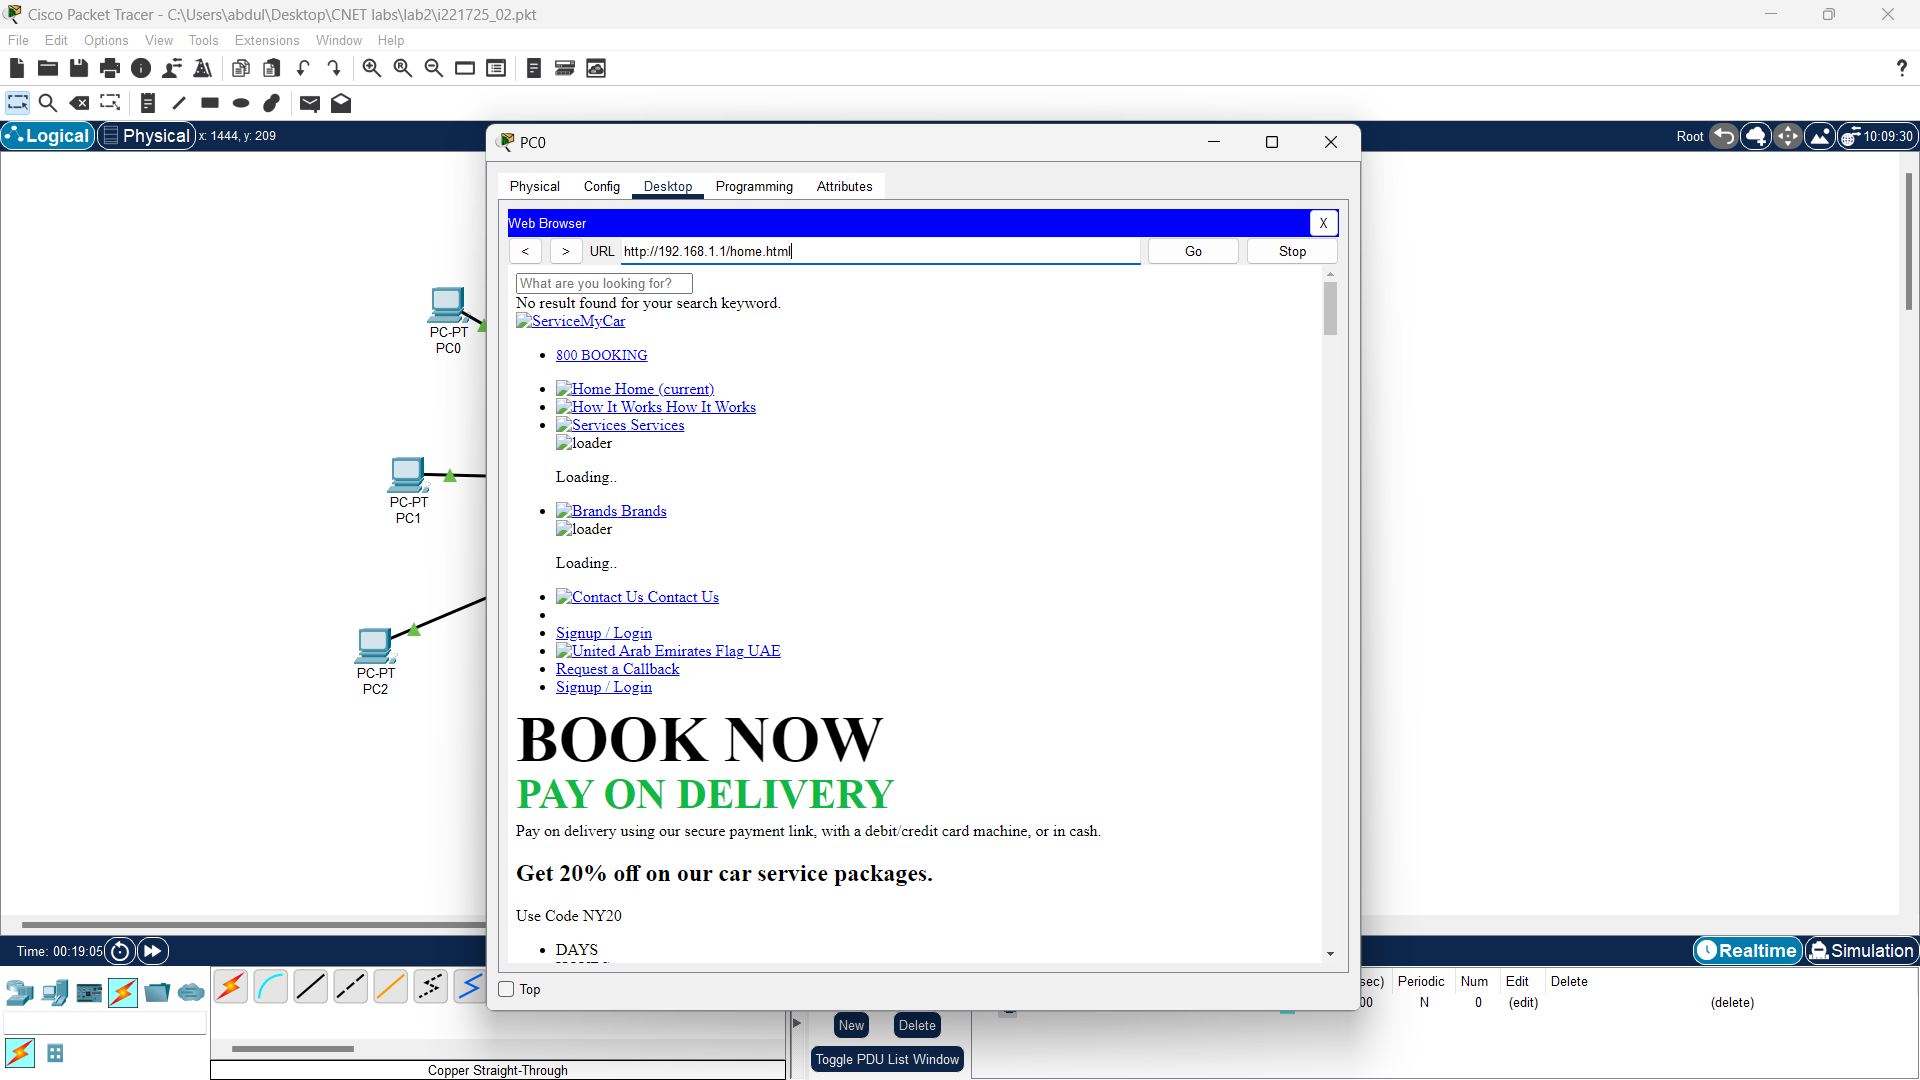 Cisco Packet Tracer - C:\Users\abdul\Desktop\CNET labs\lab2\i221725_02.pkt
File Edit Options View Tools Extensions Window Help
?
Logical Physical x: 1444, y: 209
Root 10:09:30
PC0
Physical Config Desktop Programming Attributes
Web Browser X
< > URL http://192.168.1.1/home.html Go Stop
What are you looking for?
No result found for your search keyword.
ServiceMyCar
800 BOOKING
Home Home (current)
How It Works How It Works
Services Services
loader
Loading..
Brands Brands
loader
Loading..
Contact Us Contact Us
Signup / Login
United Arab Emirates Flag UAE
Request a Callback
Signup / Login
BOOK NOW
PAY ON DELIVERY
Pay on delivery using our secure payment link, with a debit/credit card machine, or in cash.
Get 20% off on our car service packages.
Use Code NY20
DAYS
Top
PC-PT
PC0
PC-PT
PC1
PC-PT
PC2
Time: 00:19:05
Realtime Simulation
sec) Periodic Num Edit Delete
00 N 0 (edit) (delete)
New Delete
Toggle PDU List Window
Copper Straight-Through